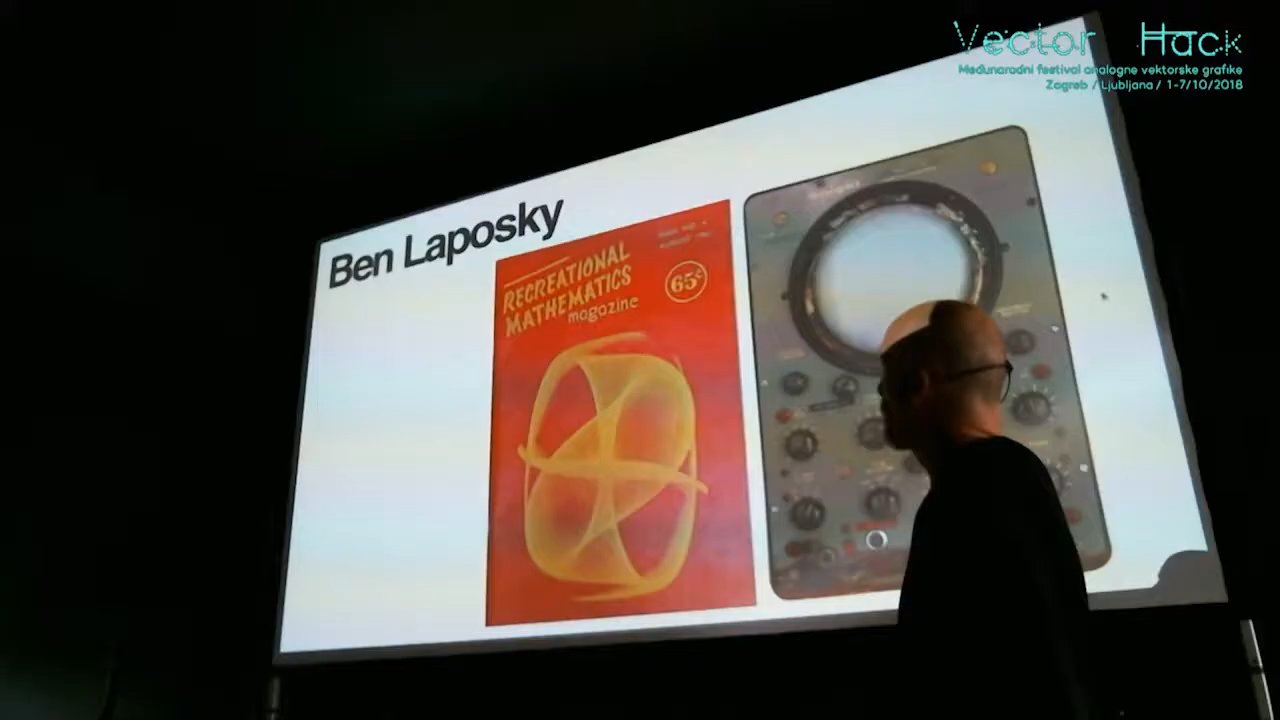 Vector Hack
Međunarodni festival analogne vektorske grafike
Zagreb / Ljubljana / 1-7/10/2018
Ben Laposky
RECREATIONAL
MATHEMATICS
magazine
65¢